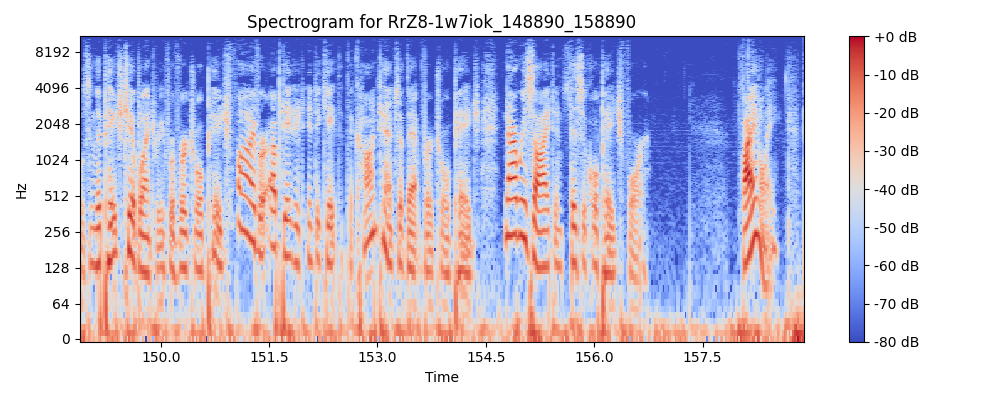 Spectrogram for RrZ8-1w7iok_148890_158890
8192
4096
2048
1024
512
256
128
64
0
Hz
150.0 151.5 153.0 154.5 156.0 157.5
Time
+0 dB
-10 dB
-20 dB
-30 dB
-40 dB
-50 dB
-60 dB
-70 dB
-80 dB